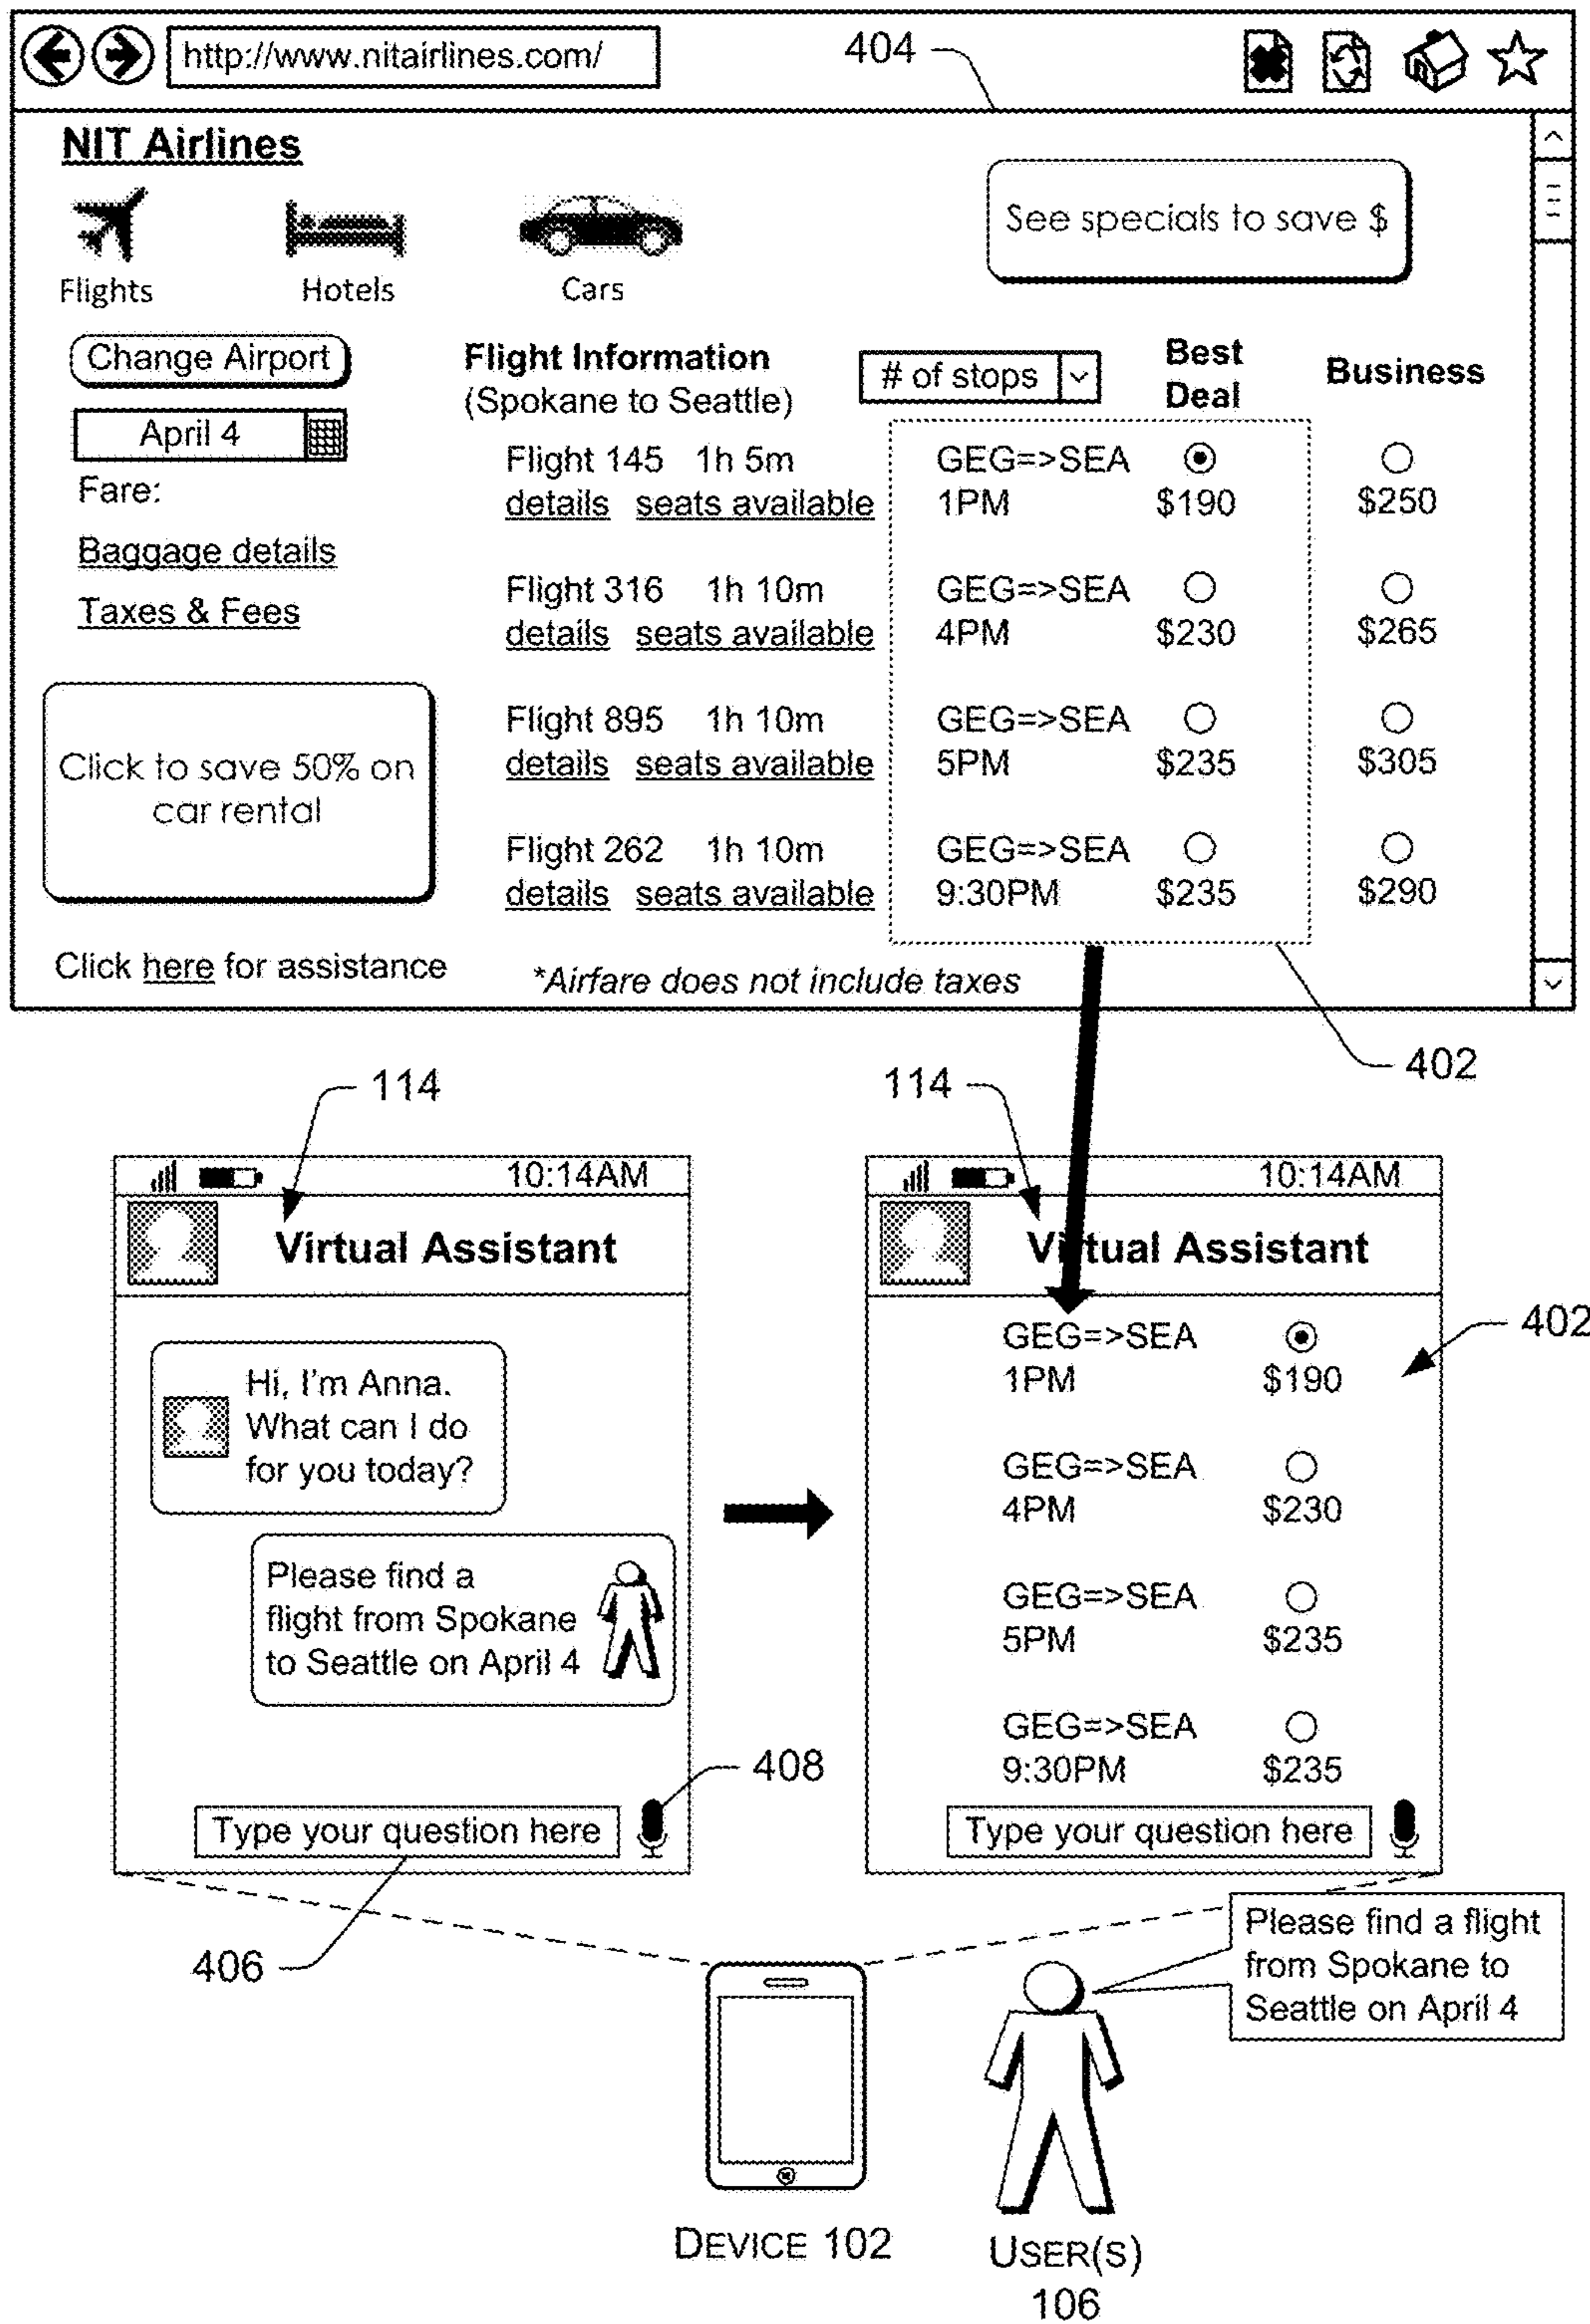 http://www.nitairlines.com/
404
NIT Airlines
See specials to save $
Flights
Hotels
Cars
Change Airport
April 4
Fare:
Baggage details
Taxes & Fees
Click to save 50% on
car rental
Click here for assistance
Flight Information
(Spokane to Seattle)
# of stops
Best
Deal
Business
Flight 145 1h 5m GEG=>SEA
details seats available 1PM $190 $250
Flight 316 1h 10m GEG=>SEA
details seats available 4PM $230 $265
Flight 895 1h 10m GEG=>SEA
details seats available 5PM $235 $305
Flight 262 1h 10m GEG=>SEA
details seats available 9:30PM $235 $290
*Airfare does not include taxes
402
114
10:14AM
Virtual Assistant
Hi, I'm Anna.
What can I do
for you today?
Please find a
flight from Spokane
to Seattle on April 4
408
Type your question here
406
114
10:14AM
Virtual Assistant
402
GEG=>SEA
1PM $190
GEG=>SEA
4PM $230
GEG=>SEA
5PM $235
GEG=>SEA
9:30PM $235
Type your question here
Please find a flight
from Spokane to
Seattle on April 4
DEVICE 102
USER(S)
106